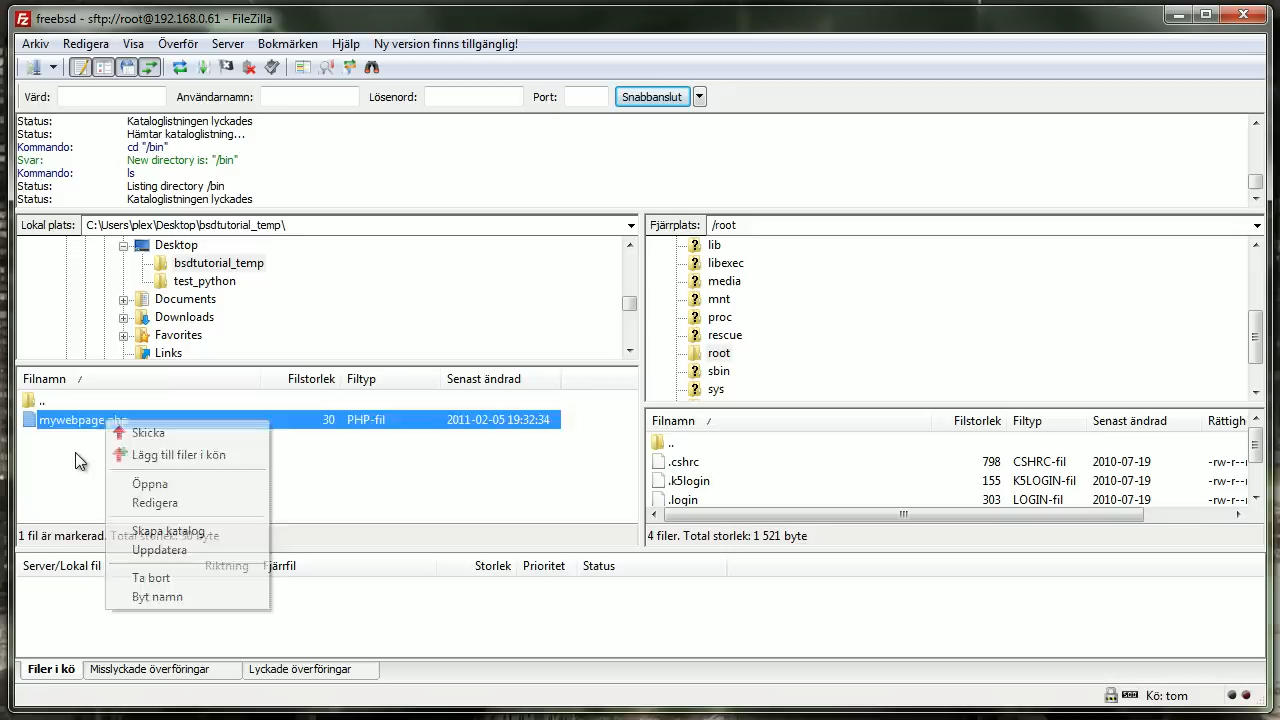 freebsd - sftp://root@192.168.0.61 - FileZilla
Arkiv Redigera Visa Överför Server Bokmärken Hjälp Ny version finns tillgänglig!
Värd: Användarnamn: Lösenord: Port: Snabbanslut
Status: Kataloglistningen lyckades
Status: Hämtar kataloglistning...
Kommando: cd "/bin"
Svar: New directory is: "/bin"
Kommando: ls
Status: Listing directory /bin
Status: Kataloglistningen lyckades
Lokal plats: C:\Users\plex\Desktop\bsdtutorial_temp\
Desktop
bsdtutorial_temp
test_python
Documents
Downloads
Favorites
Links
Filnamn / Filstorlek Filtyp Senast ändrad
..
mywebpage.php 30 PHP-fil 2011-02-05 19:32:34
Skicka
Lägg till filer i kön
Öppna
Redigera
Skapa katalog
Uppdatera
Ta bort
Byt namn
1 fil är markerad. Total storlek: 30 byte
Fjärrplats: /root
lib
libexec
media
mnt
proc
rescue
root
sbin
sys
Filnamn / Filstorlek Filtyp Senast ändrad Rättigh
..
.cshrc 798 CSHRC-fil 2010-07-19 -rw-r--r
.k5login 155 K5LOGIN-fil 2010-07-19 -rw-r--
.login 303 LOGIN-fil 2010-07-19 -rw-r--r
4 filer. Total storlek: 1 521 byte
Server/Lokal fil Riktning Fjärrfil Storlek Prioritet Status
Filer i kö Misslyckade överföringar Lyckade överföringar
Kö: tom